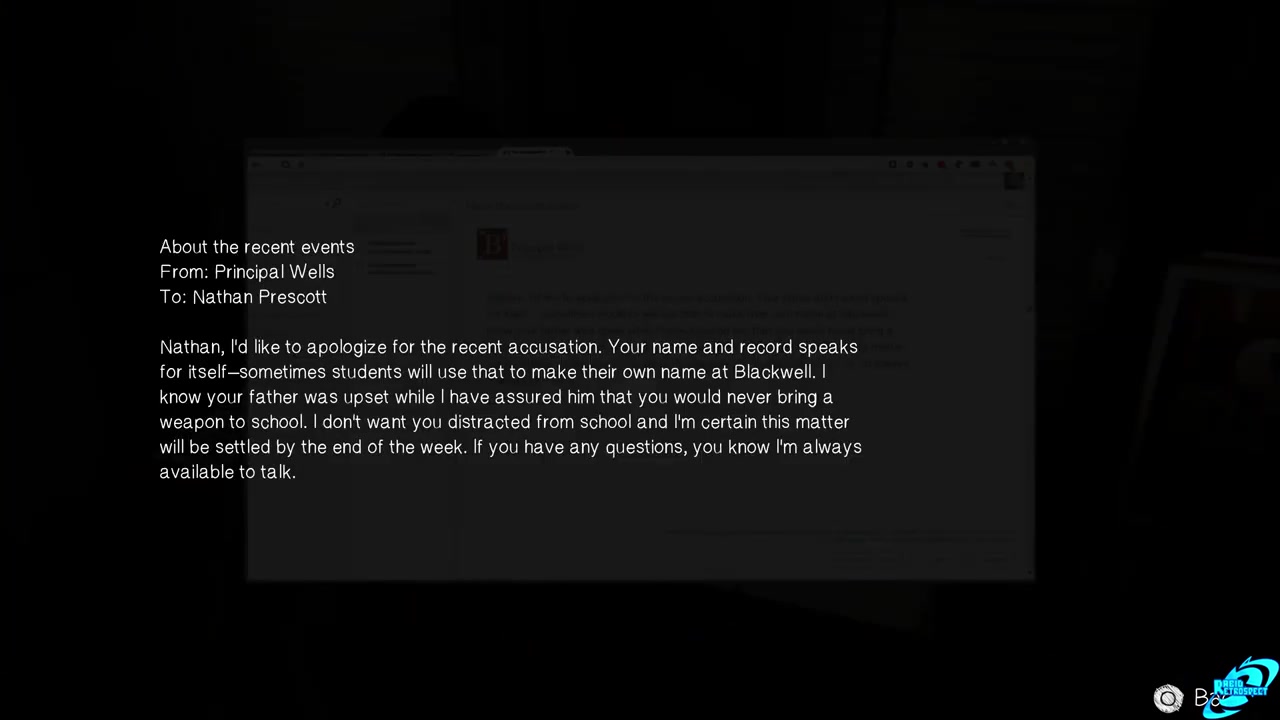 About the recent events
From: Principal Wells
To: Nathan Prescott
Nathan, I'd like to apologize for the recent accusation. Your name and record speaks
for itself—sometimes students will use that to make their own name at Blackwell. I
know your father was upset while I have assured him that you would never bring a
weapon to school. I don't want you distracted from school and I'm certain this matter
will be settled by the end of the week. If you have any questions, you know I'm always
available to talk.
RETROSPECT